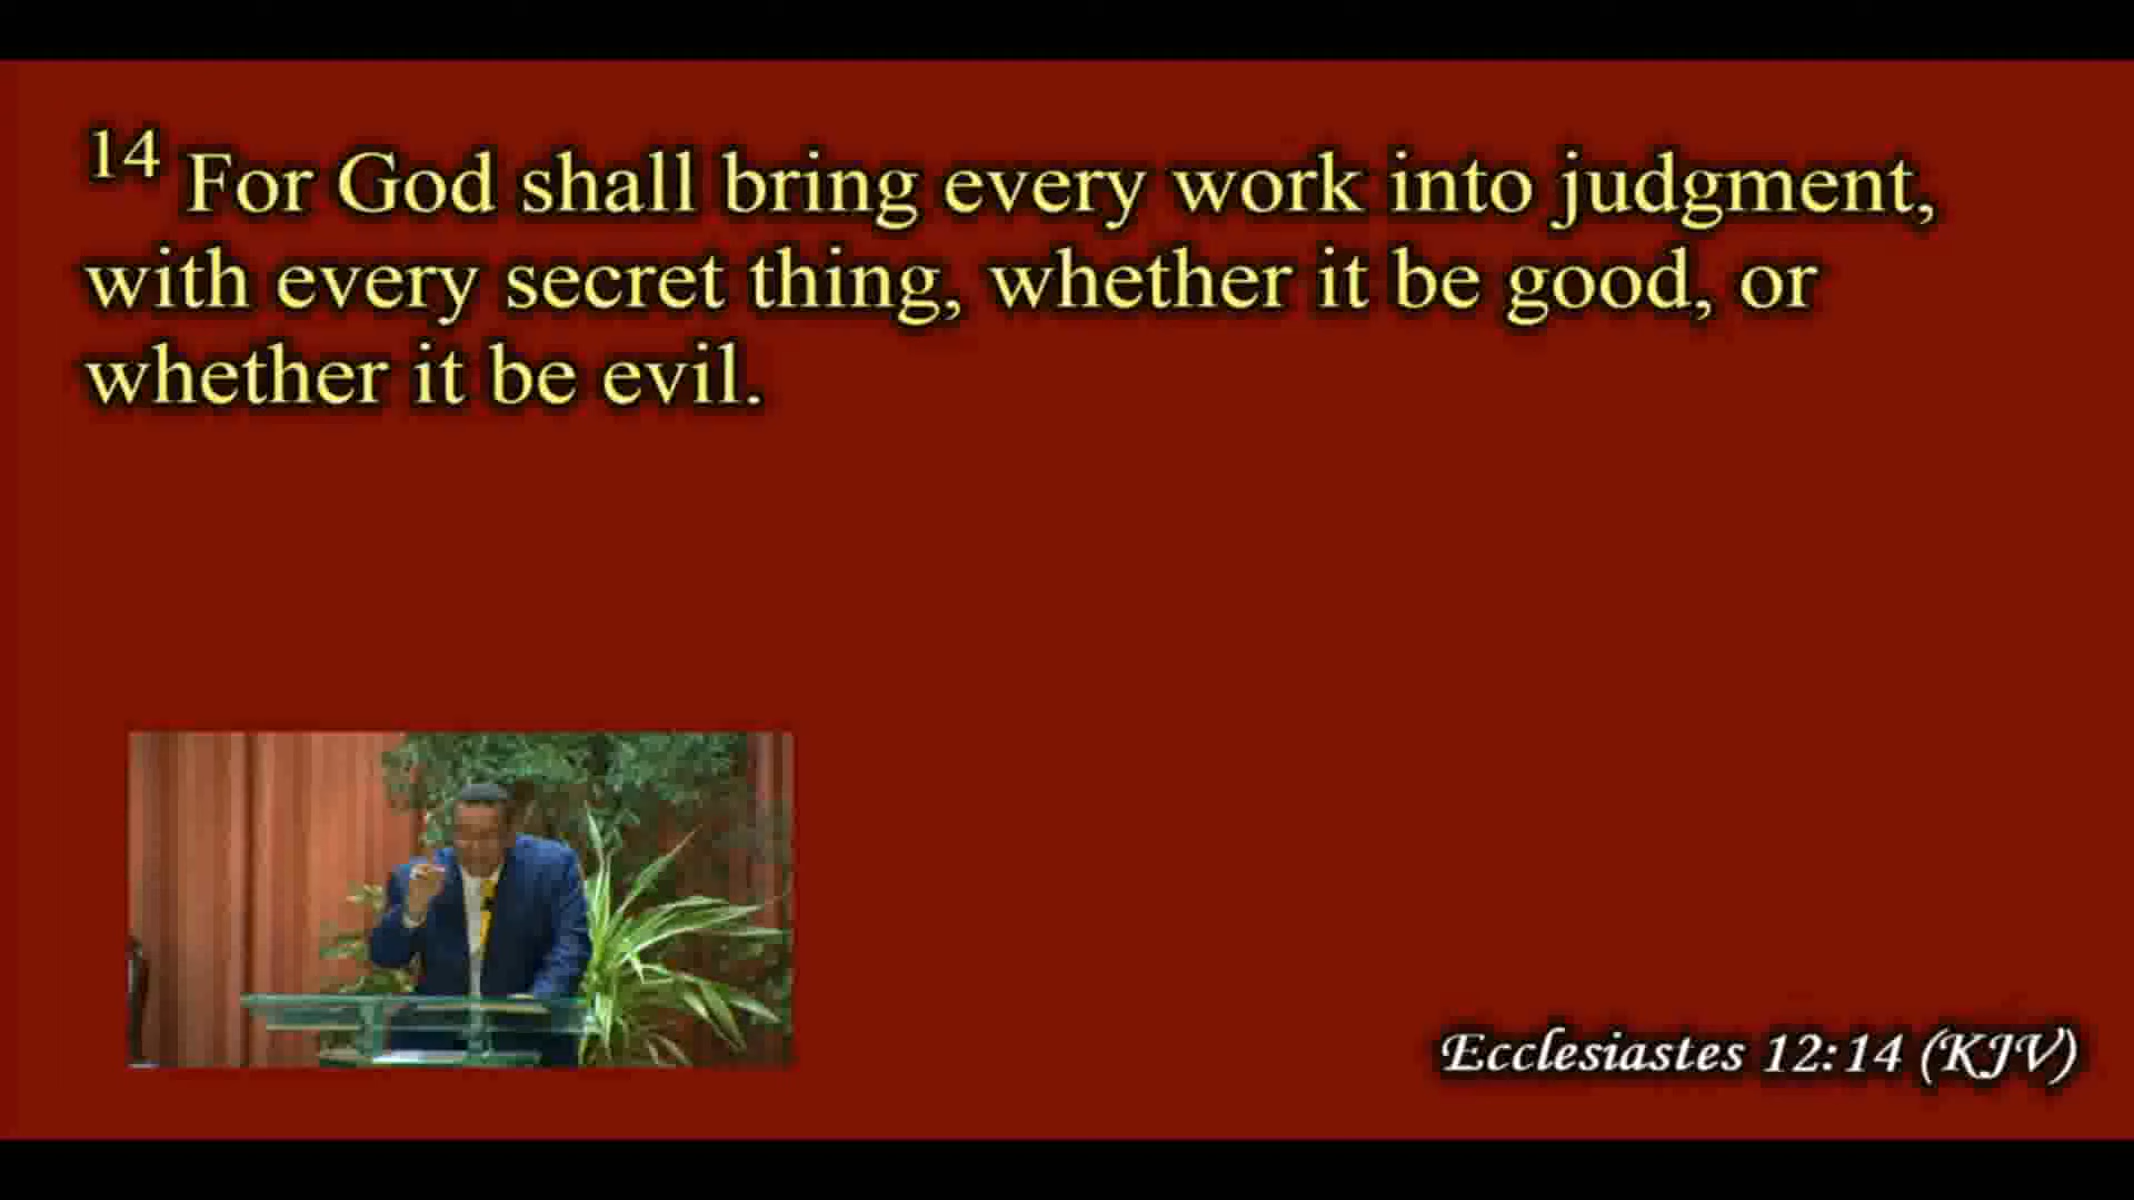 14 For God shall bring every work into judgment,
with every secret thing, whether it be good, or
whether it be evil.
Ecclesiastes 12:14 (KJV)